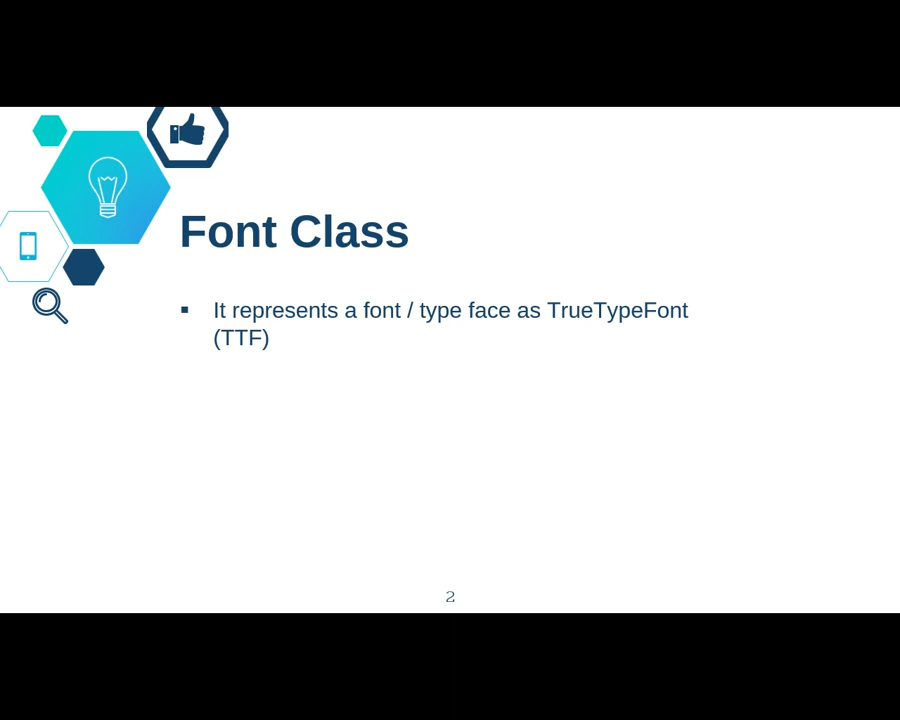 Font Class
▪ It represents a font / type face as TrueTypeFont
(TTF)
2